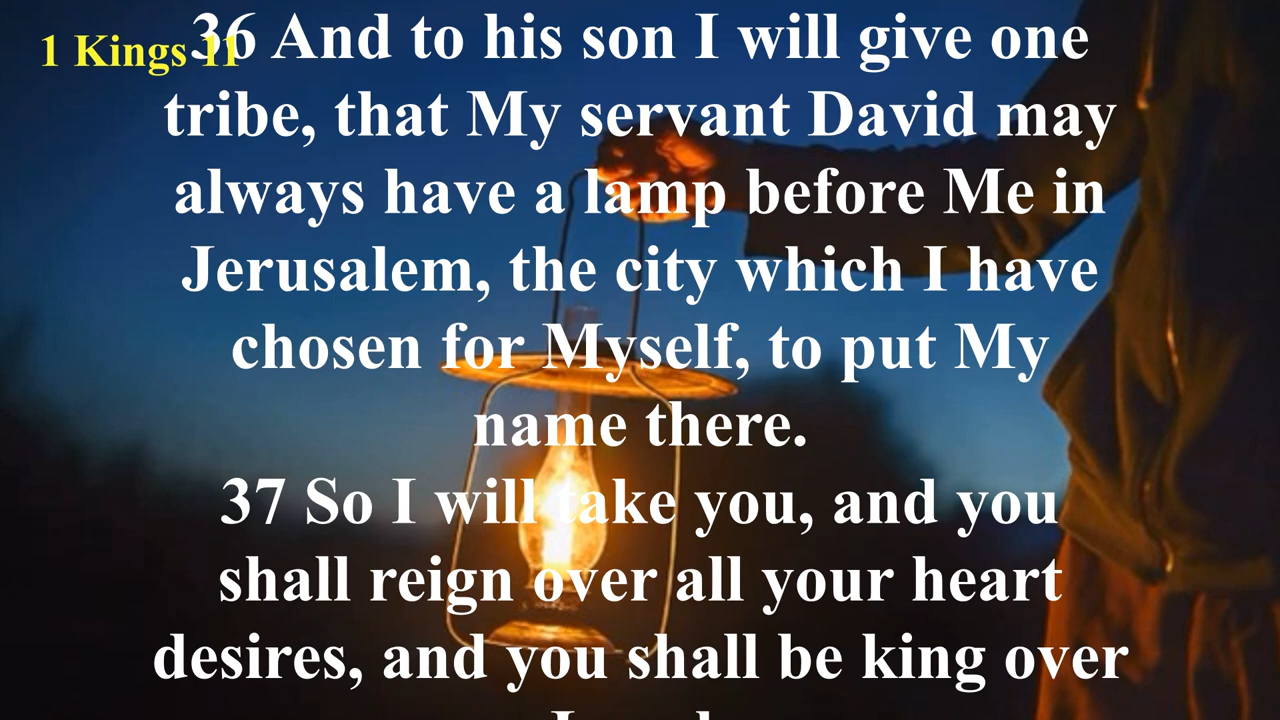 1 Kings 11
36 And to his son I will give one
tribe, that My servant David may
always have a lamp before Me in
Jerusalem, the city which I have
chosen for Myself, to put My
name there.
37 So I will take you, and you
shall reign over all your heart
desires, and you shall be king over